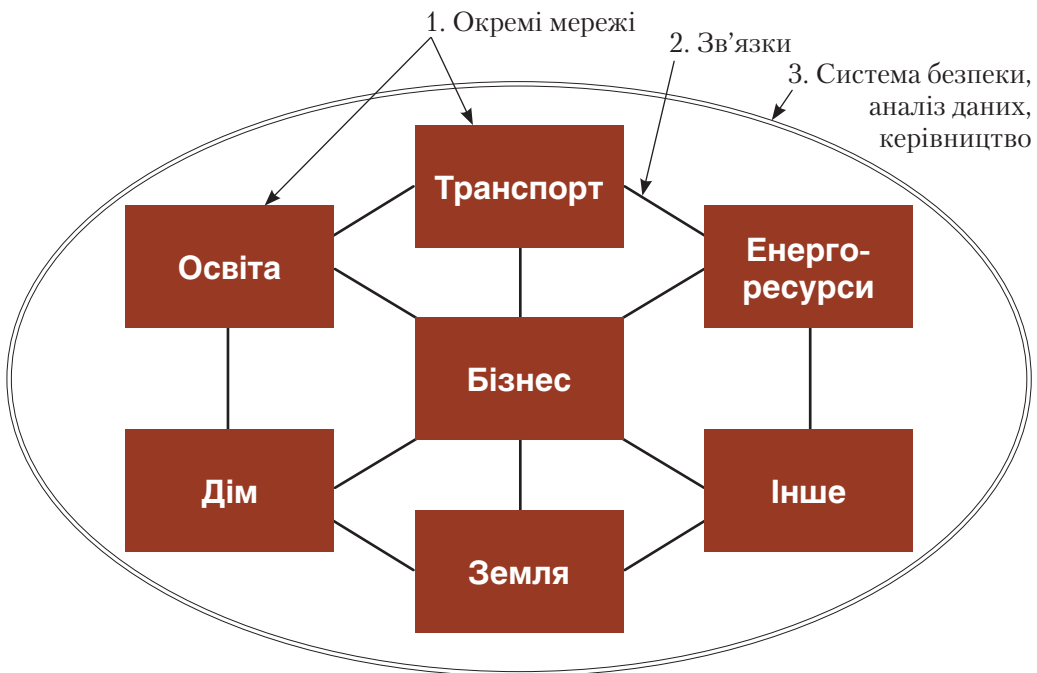 1. Окремі мережі
2. Зв’язки
3. Система безпеки,
аналіз даних,
керівництво
Транспорт
Освіта
Енерго-
ресурси
Бізнес
Дім
Інше
Земля